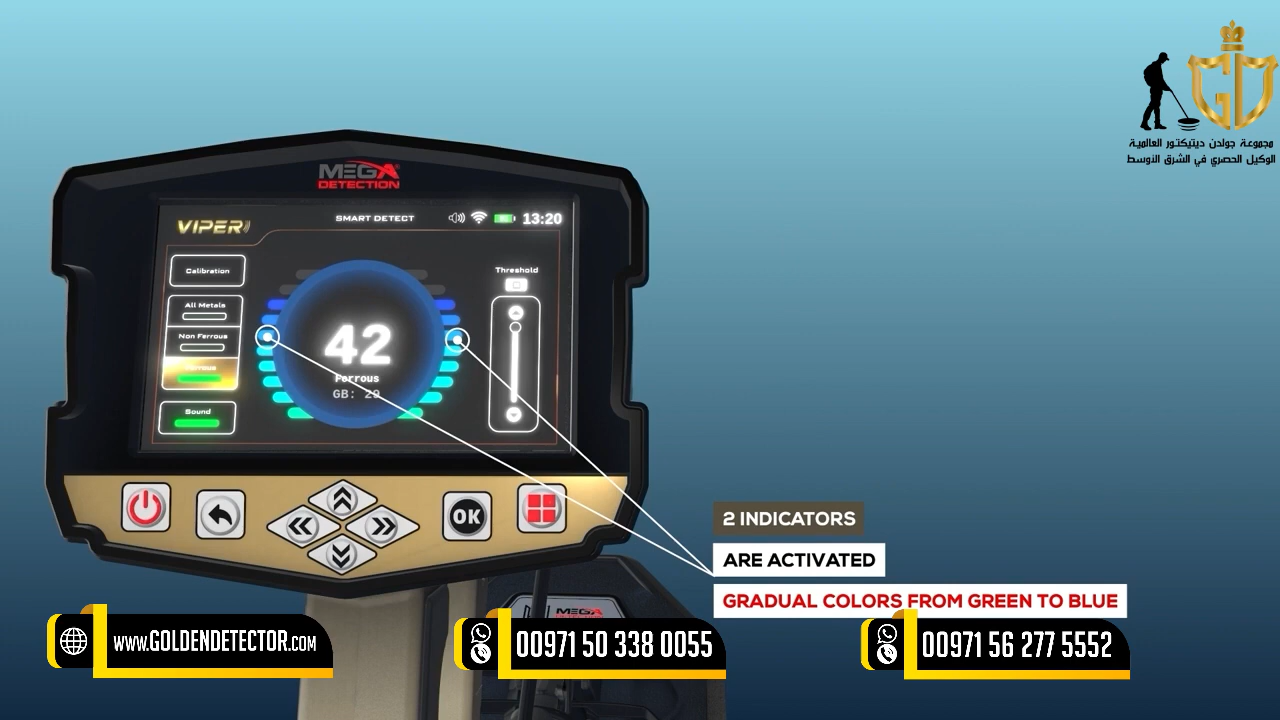 مجموعة جولدن ديتيكتور العالمية
الوكيل الحصري في الشرق الأوسط
MEGA
DETECTION
VIPER
SMART DETECT
13:20
Calibration
All Metals
Non Ferrous
Ferrous
Sound
42
Ferrous
GB: 20
Threshold
OK
2 INDICATORS
ARE ACTIVATED
GRADUAL COLORS FROM GREEN TO BLUE
MEGA
www.GOLDENDETECTOR.com
00971 50 338 0055
00971 56 277 5552